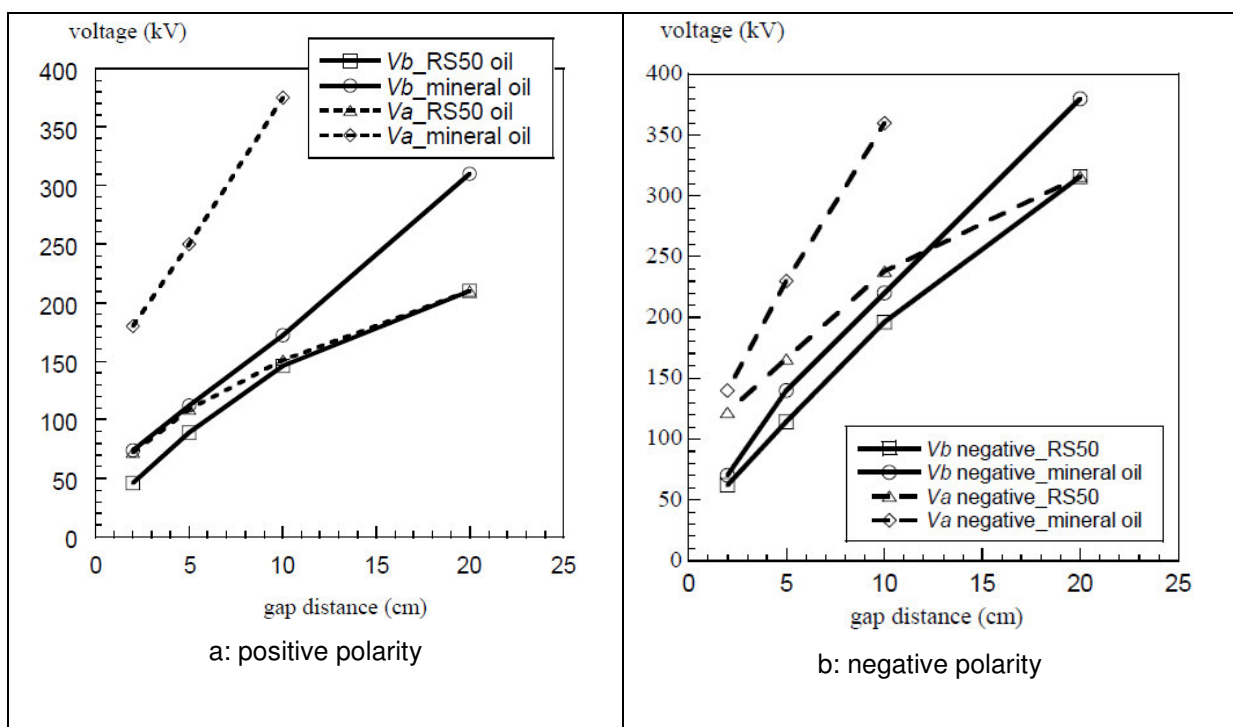 voltage (kV)
400
350
300
250
200
150
100
50
0
0 5 10 15 20 25
gap distance (cm)
Vb_RS50 oil
Vb_mineral oil
Va_RS50 oil
Va_mineral oil
a: positive polarity
voltage (kV)
400
350
300
250
200
150
100
50
0
0 5 10 15 20 25
gap distance (cm)
Vb negative_RS50
Vb negative_mineral oil
Va negative_RS50
Va negative_mineral oil
b: negative polarity